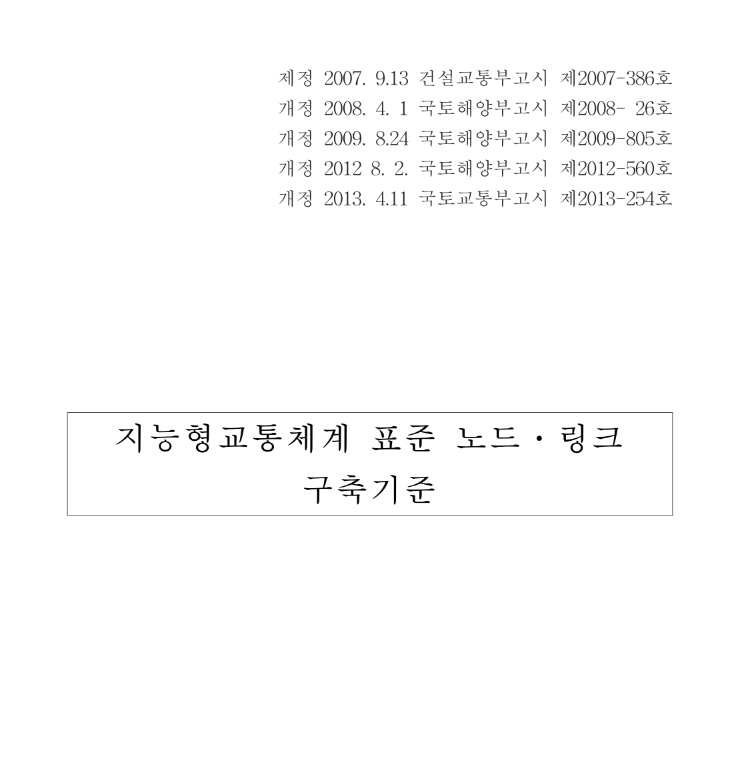 제정 2007. 9.13 건설교통부고시 제2007-386호
개정 2008. 4. 1 국토해양부고시 제2008- 26호
개정 2009. 8.24 국토해양부고시 제2009-805호
개정 2012 8. 2. 국토해양부고시 제2012-560호
개정 2013. 4.11 국토교통부고시 제2013-254호
지능형교통체계 표준 노드·링크
구축기준